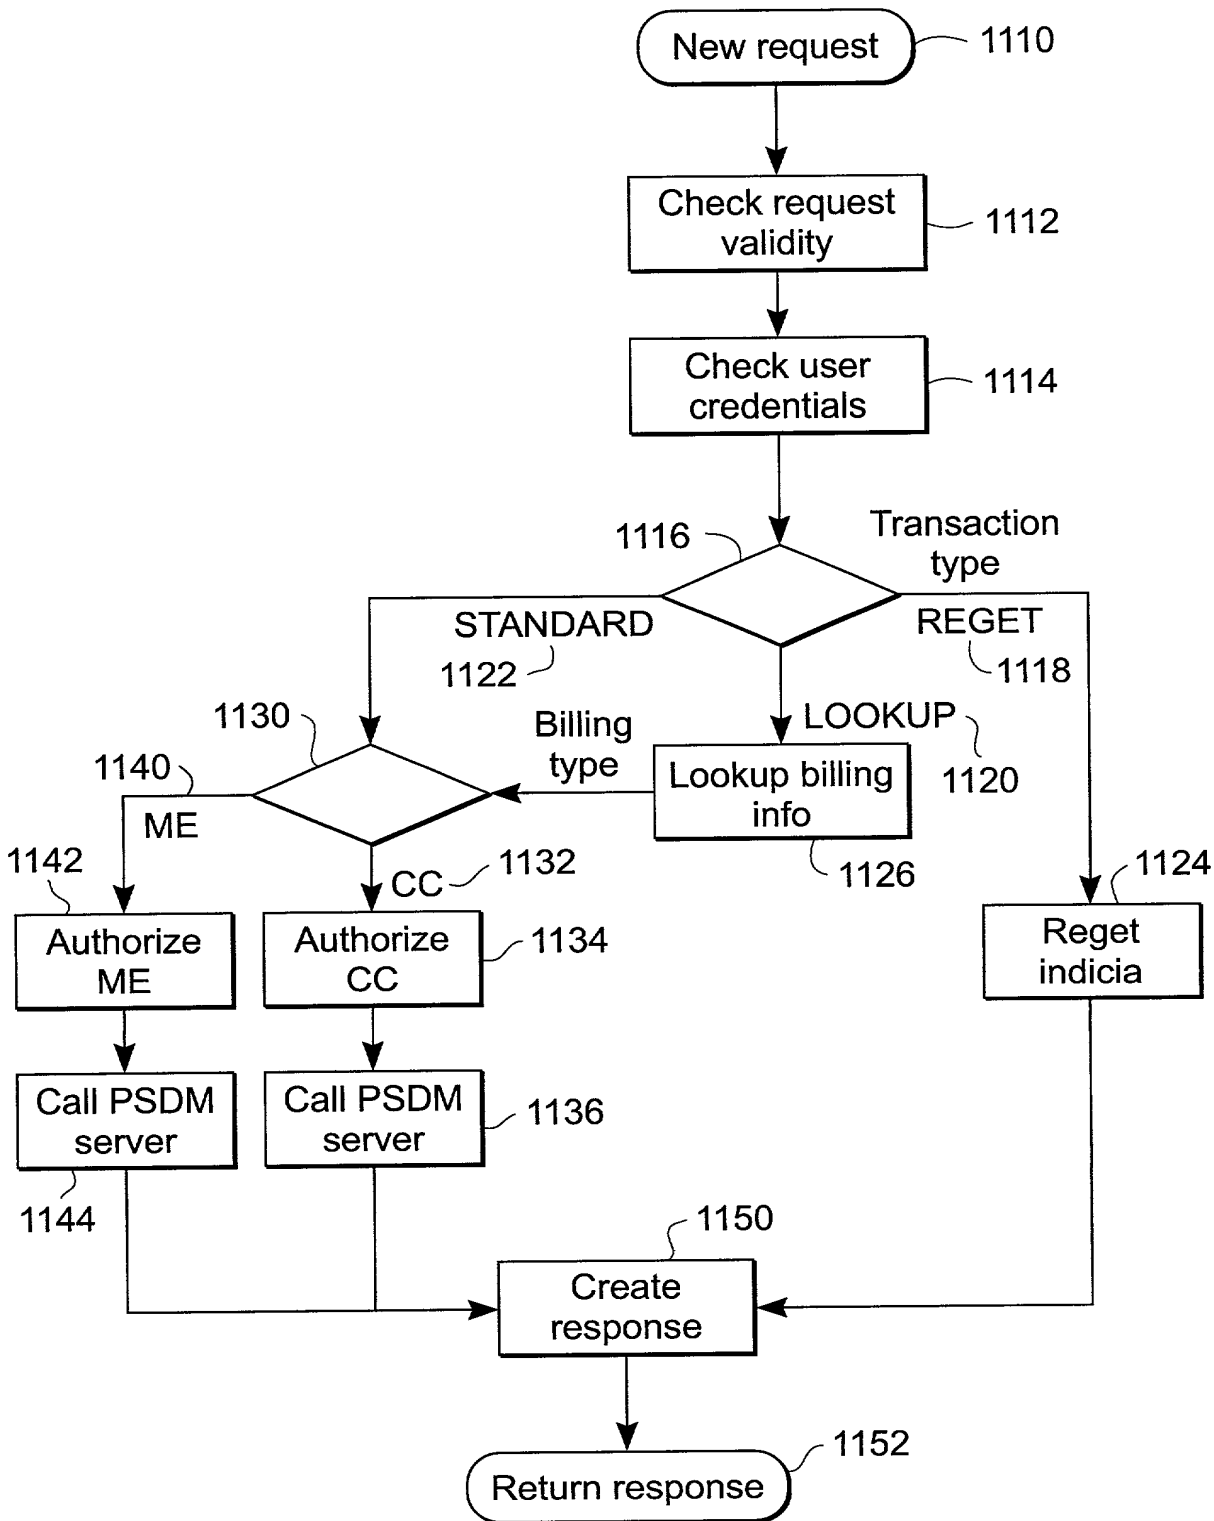 New request
1110
Check request
validity
1112
Check user
credentials
1114
1116
Transaction
type
STANDARD
1122
REGET
1118
LOOKUP
1120
1130
Billing
type
Lookup billing
info
1126
1140
ME
CC
1132
1142
Authorize
ME
Authorize
CC
1134
1124
Reget
indicia
Call PSDM
server
1144
Call PSDM
server
1136
1150
Create
response
1152
Return response